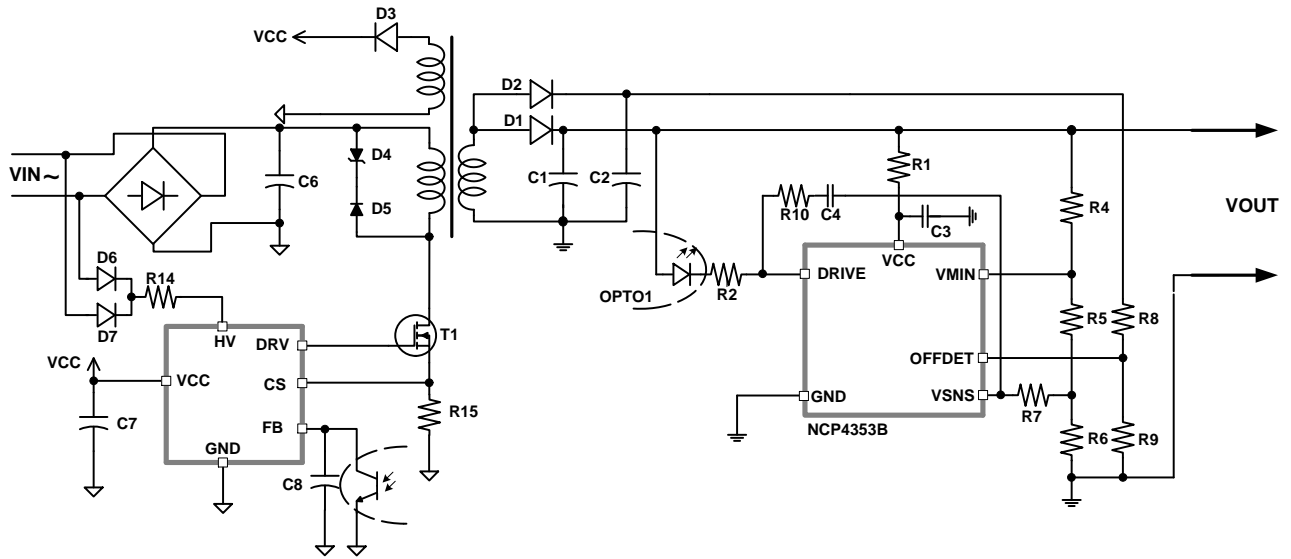 D3
VCC
D2
D1
D4
VIN ~
C6
D5
C1
C2
R1
R10
C4
C3
R4
VOUT
D6
R14
D7
OPTO1
R2
DRIVE
VCC
VMIN
R5
R8
HV
DRV
T1
VCC
VCC
CS
OFFDET
GND
VSNS
R7
C7
FB
R15
NCP4353B
R6
R9
GND
C8